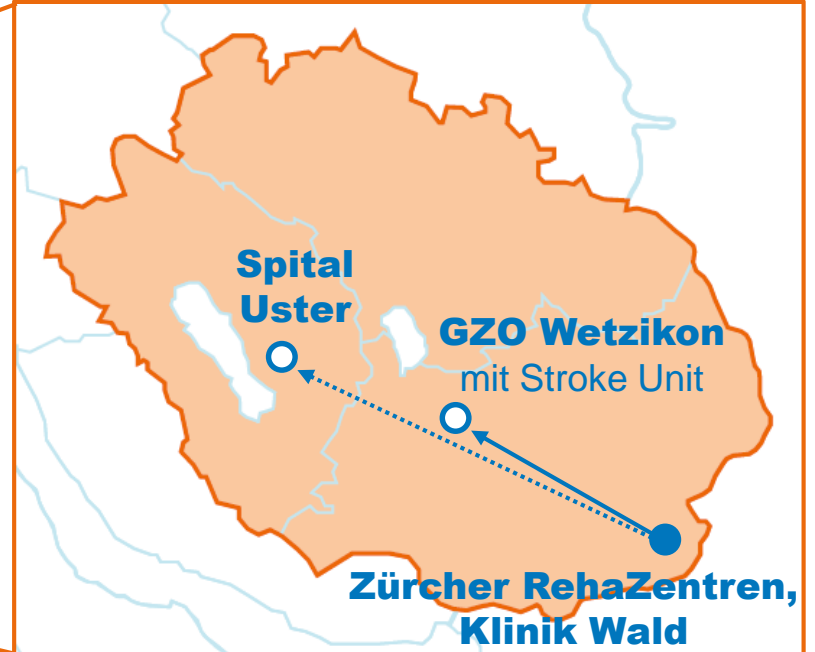 Spital
Uster
GZO Wetzikon
mit Stroke Unit
Zürcher RehaZentren,
Klinik Wald